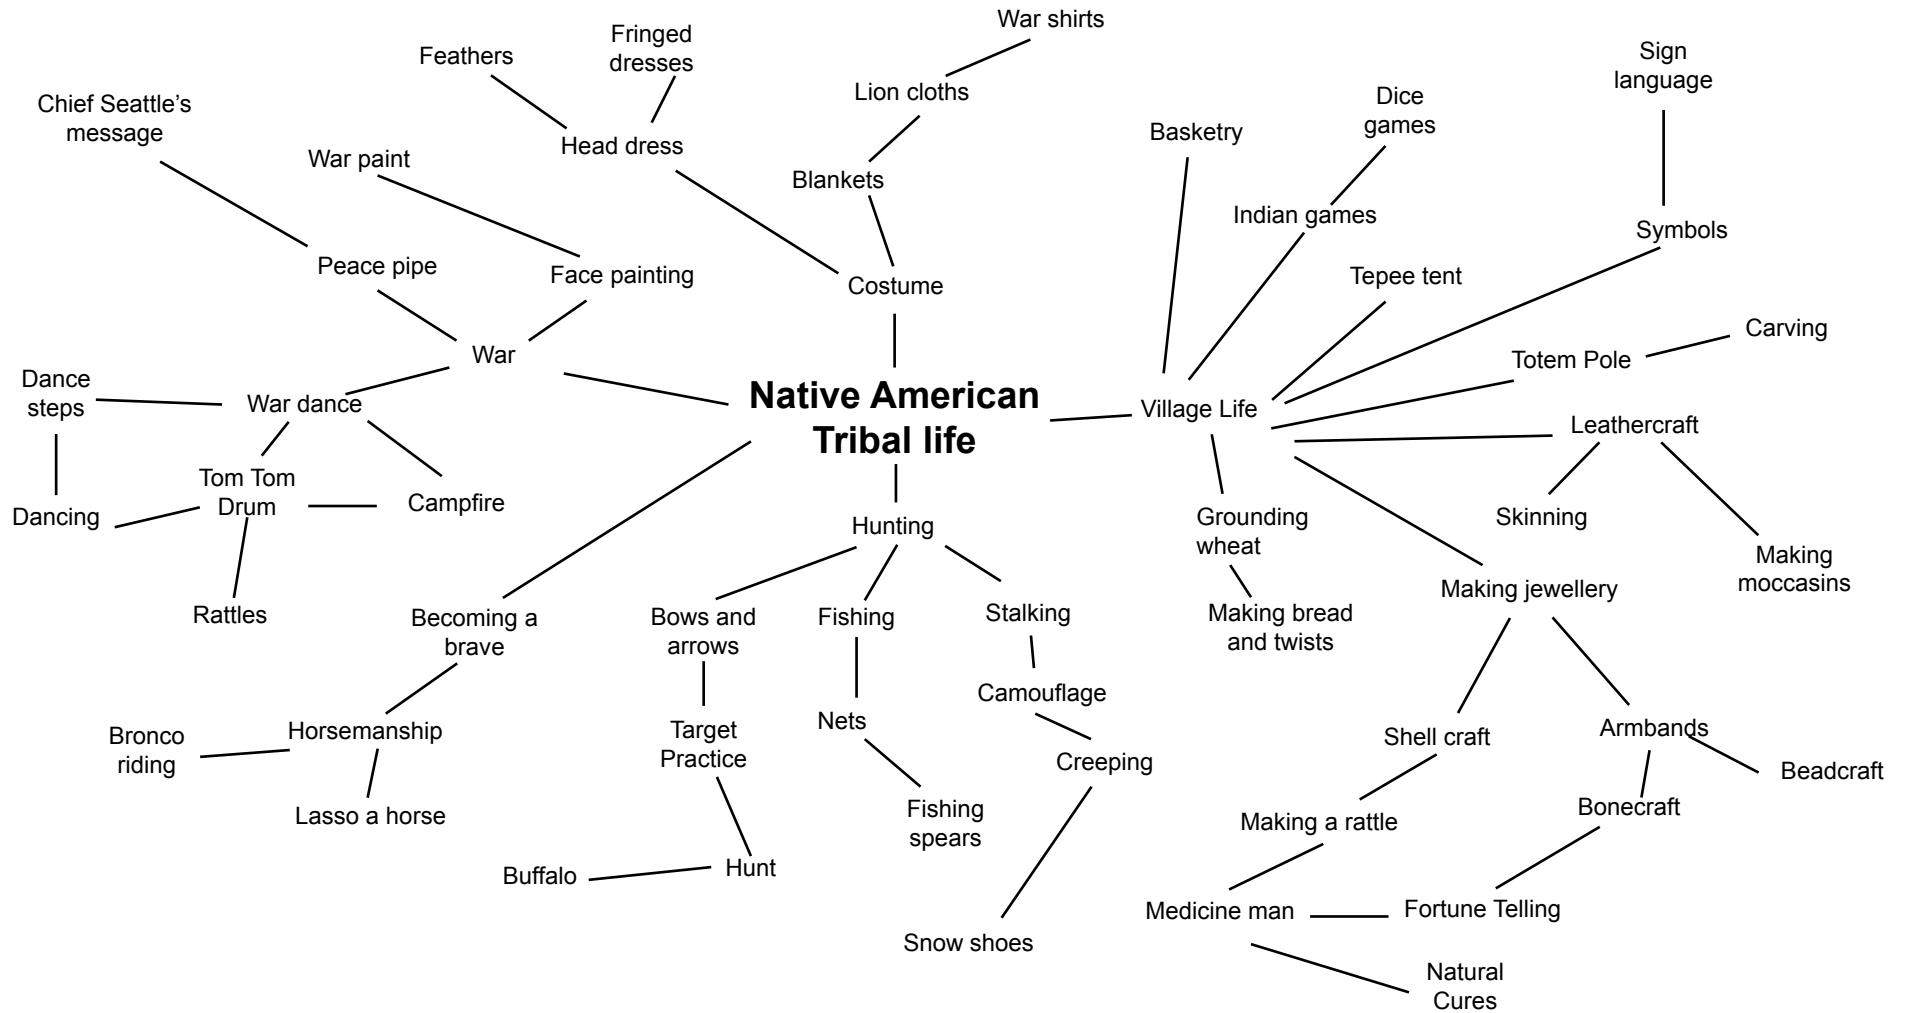 War shirts
Fringed
dresses
Feathers
Sign
language
Lion cloths
Dice
games
Chief Seattle’s
message
Basketry
Head dress
War paint
Blankets
Indian games
Symbols
Peace pipe
Face painting
Tepee tent
Costume
Carving
War
Totem Pole
Dance
steps
War dance
Native American
Tribal life
Village Life
Leathercraft
Tom Tom
Drum
Campfire
Dancing
Hunting
Grounding
wheat
Skinning
Making
moccasins
Making jewellery
Rattles
Becoming a
brave
Bows and
arrows
Fishing
Stalking
Making bread
and twists
Camouflage
Bronco
riding
Horsemanship
Target
Practice
Nets
Shell craft
Armbands
Creeping
Beadcraft
Lasso a horse
Fishing
spears
Making a rattle
Bonecraft
Buffalo
Hunt
Medicine man
Fortune Telling
Snow shoes
Natural
Cures